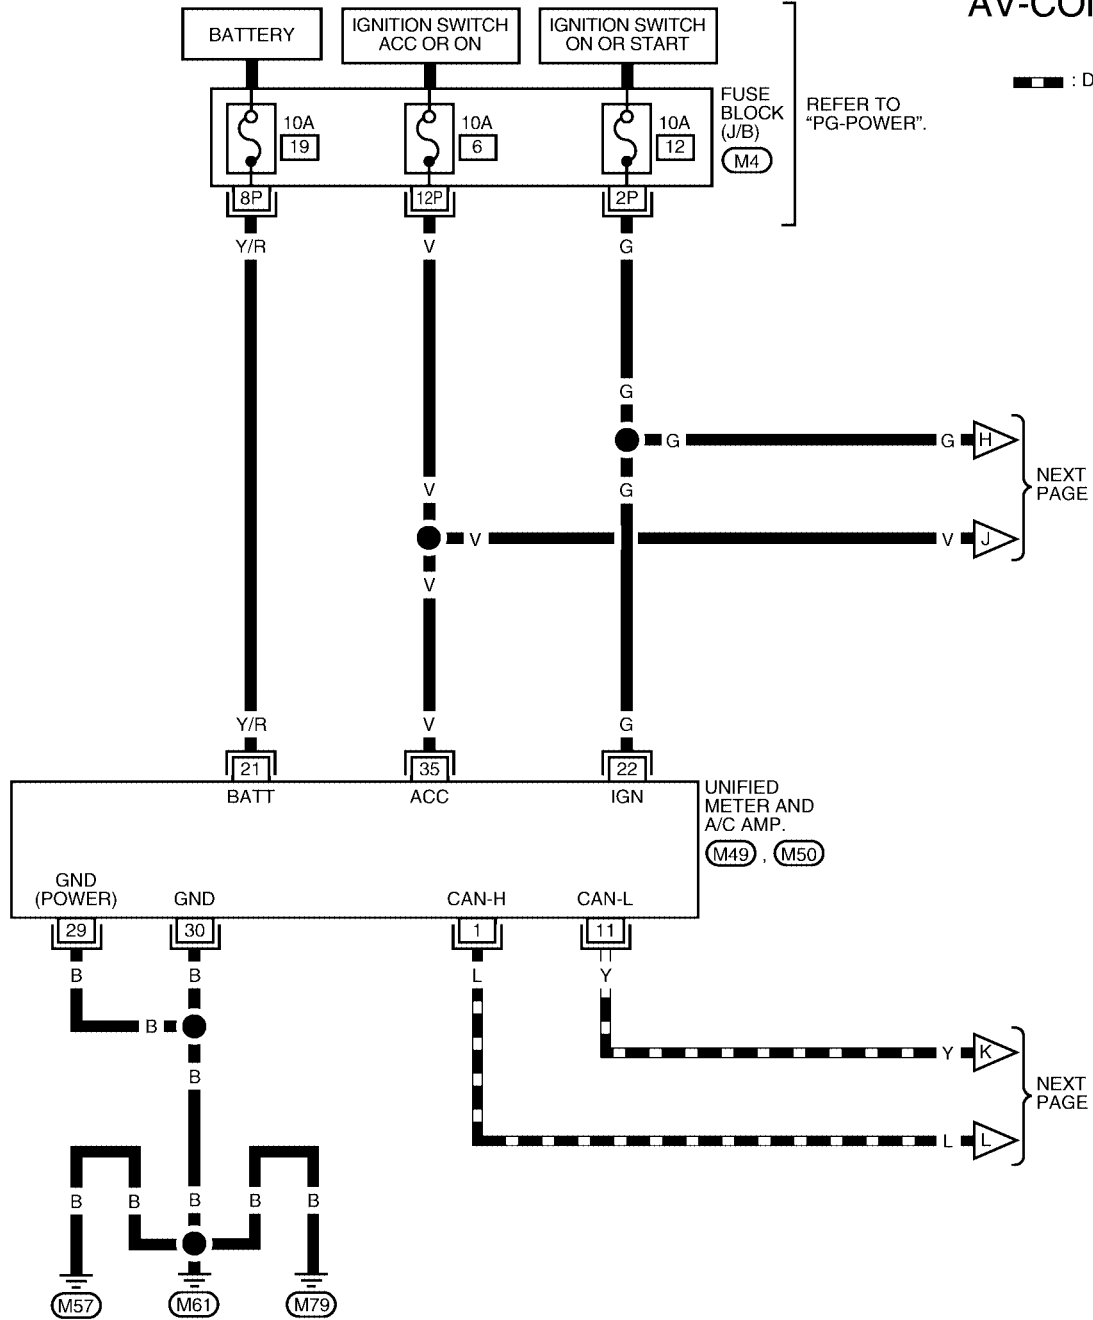 AV-CO
BATTERY
IGNITION SWITCH
ACC OR ON
IGNITION SWITCH
ON OR START
: D
FUSE
BLOCK
(J/B)
M4
REFER TO
“PG-POWER”.
10A
19
10A
6
10A
12
8P
12P
2P
Y/R
V
G
G
G
G
H
V
G
NEXT
PAGE
V
V
J
V
Y/R
V
G
21
35
22
BATT
ACC
IGN
UNIFIED
METER AND
A/C AMP.
M49 , M50
GND
(POWER)
GND
CAN-H
CAN-L
29
30
1
11
B
B
L
Y
B
Y
K
B
NEXT
PAGE
L
L
B
B
B
B
B
M57
M61
M79